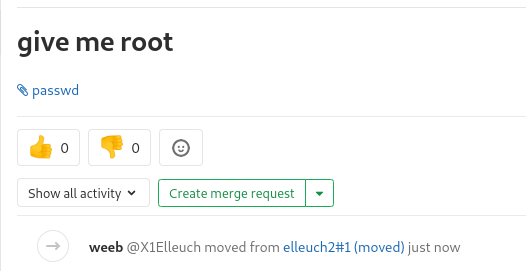 give me root
passwd
0 0
Show all activity Create merge request
weeb @X1Elleuch moved from elleuch2#1 (moved) just now